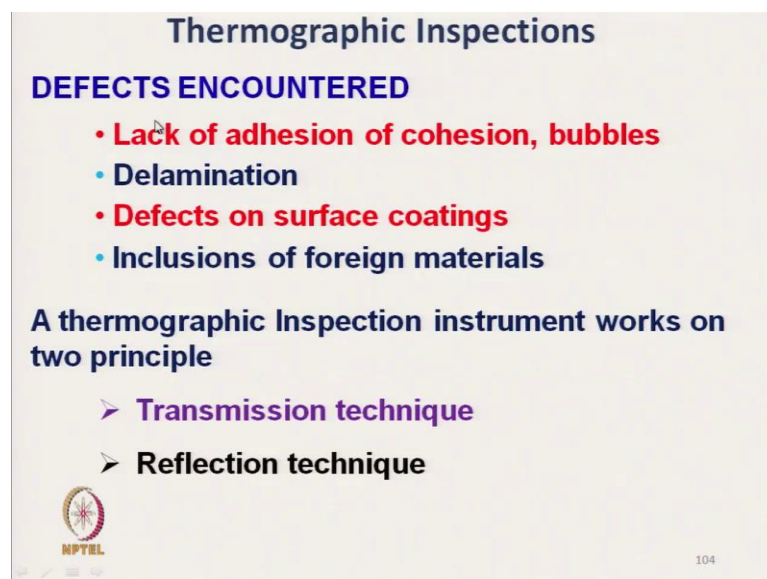 Thermographic Inspections
DEFECTS ENCOUNTERED
• Lack of adhesion of cohesion, bubbles
• Delamination
• Defects on surface coatings
• Inclusions of foreign materials
A thermographic Inspection instrument works on
two principle
➢ Transmission technique
➢ Reflection technique
NPTEL
104